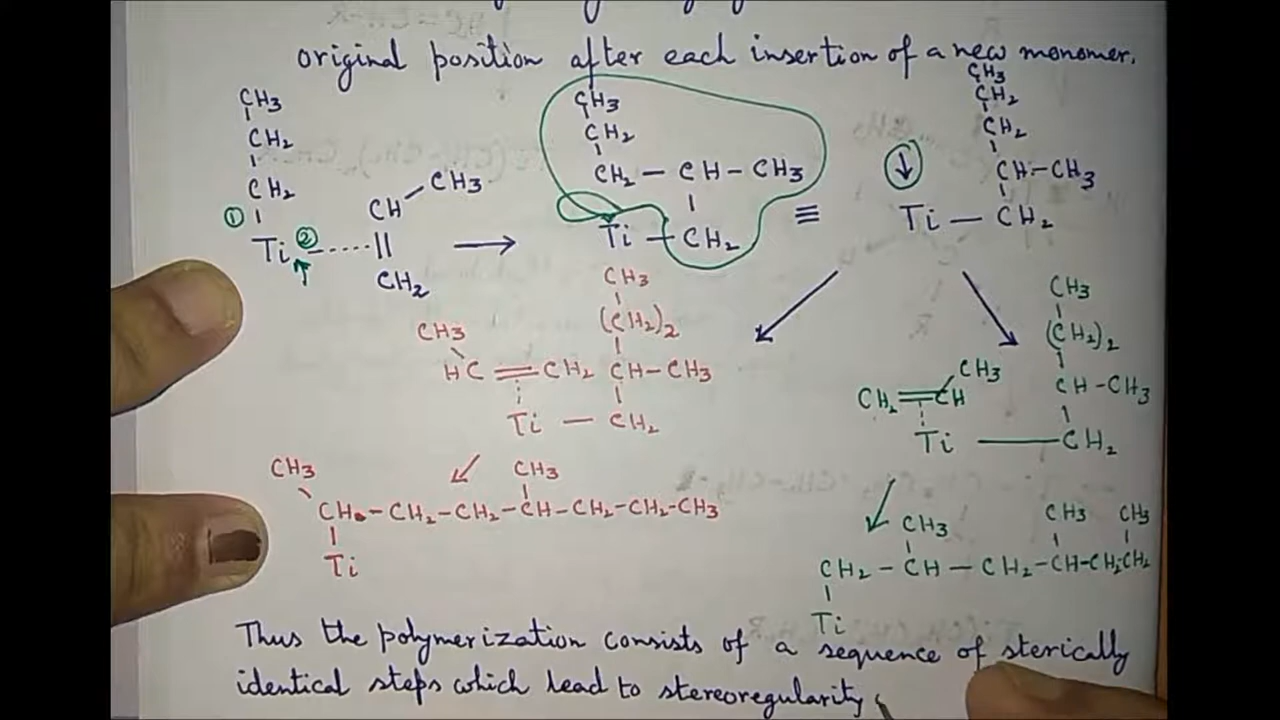 original position after each insertion of a new monomer.
CH3
CH2
CH2
①
Ti ②
CH
CH3
CH2
CH3
CH2
CH2 — CH — CH3
Ti — CH2
≡
↓
CH3
CH2
CH2
CH-CH3
Ti — CH2
CH3
HC = CH2
CH3
(CH2)2
CH-CH3
Ti — CH2
CH3
(CH2)2
CH-CH3
CH2 = CH
CH3
Ti — CH2
CH3
CH3
CH-CH2-CH2-CH-CH2-CH2-CH3
Ti
CH3
CH3
CH3
CH2 - CH - CH2-CH-CH2CH2
Ti
Thus the polymerization consists of a sequence of sterically
identical steps which lead to stereoregularity